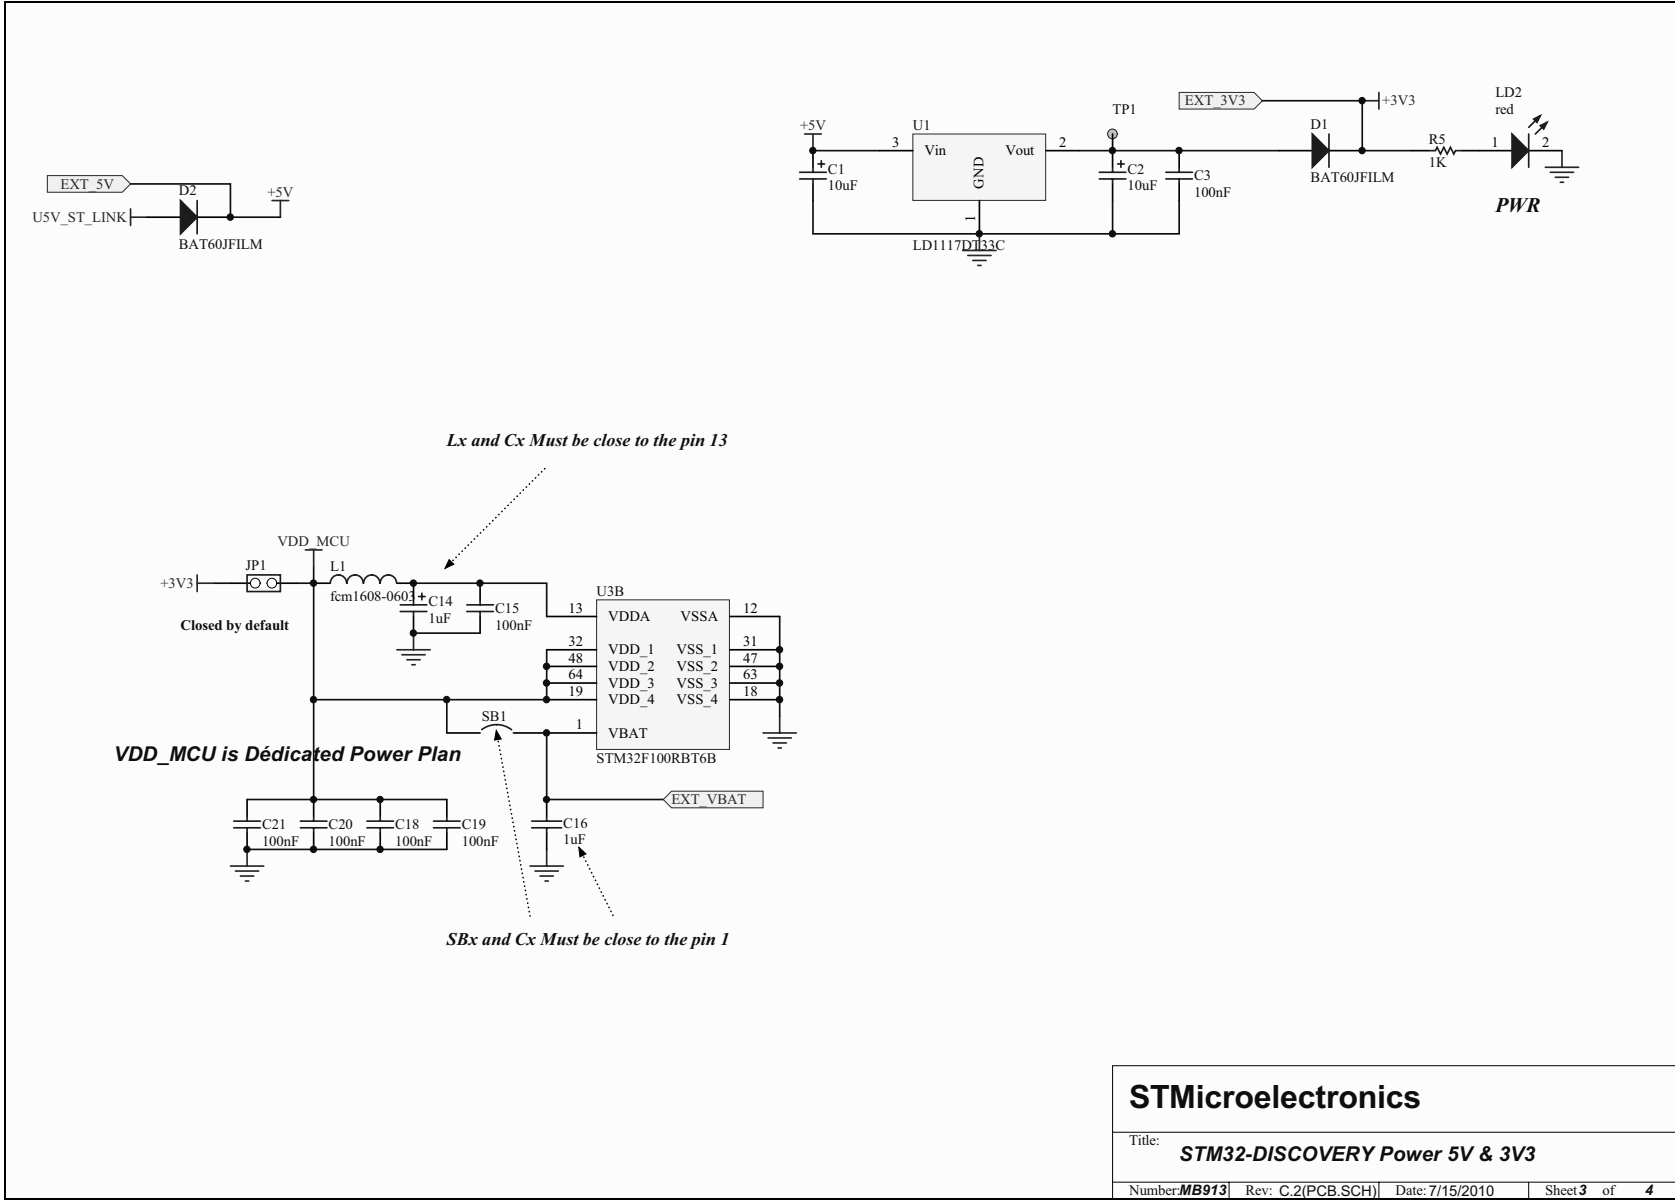 EXT_5V
D2
+5V
U5V_ST_LINK
BAT60JFILM
+5V
C1
10uF
U1
3
Vin
Vout
2
GND
1
LD1117DT33C
TP1
C2
10uF
C3
100nF
EXT_3V3
+3V3
D1
BAT60JFILM
R5
1K
LD2
red
1
2
PWR
Lx and Cx Must be close to the pin 13
VDD_MCU
+3V3
JP1
Closed by default
L1
fcm1608-0603
C14
1uF
C15
100nF
U3B
13 VDDA VSSA 12
32 VDD_1 VSS_1 31
48 VDD_2 VSS_2 47
64 VDD_3 VSS_3 63
19 VDD_4 VSS_4 18
SB1
1 VBAT
STM32F100RBT6B
VDD_MCU is Dédicated Power Plan
EXT_VBAT
C21
100nF
C20
100nF
C18
100nF
C19
100nF
C16
1uF
SBx and Cx Must be close to the pin 1
STMicroelectronics
Title:
STM32-DISCOVERY Power 5V & 3V3
Number:MB913 Rev: C.2(PCB.SCH) Date:7/15/2010 Sheet 3 of 4